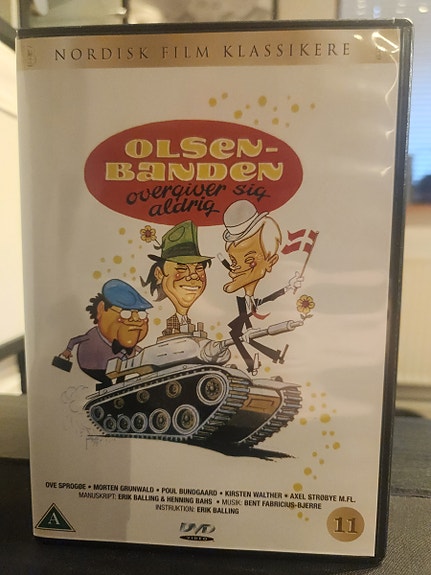 NORDISK FILM KLASSIKERE
OLSEN-
BANDEN
overgiver sig
aldrig
OVE SPROGØE • MORTEN GRUNWALD • POUL BUNDGAARD • KIRSTEN WALTHER • AXEL STRØBYE M.FL.
MANUSKRIPT: ERIK BALLING & HENNING BAHS • MUSIK: BENT FABRICIUS-BJERRE
INSTRUKTION: ERIK BALLING
A
DVD
VIDEO
11